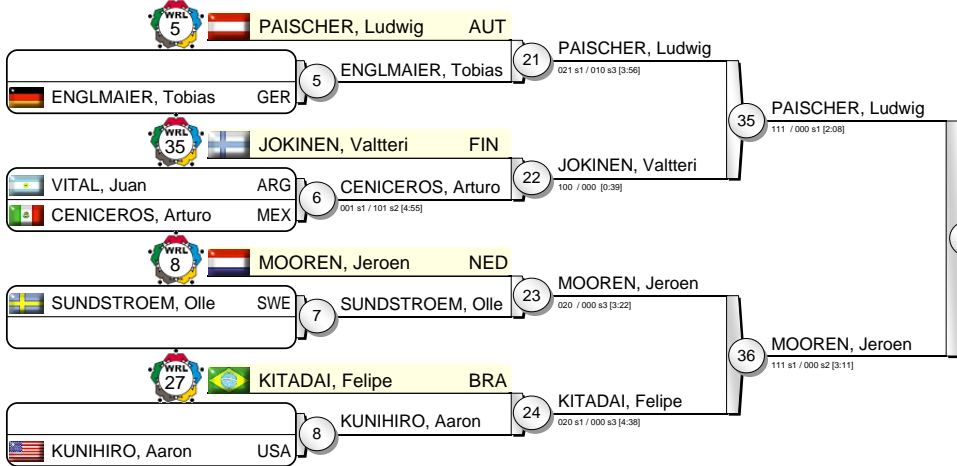 WRL
5
PAISCHER, Ludwig AUT
ENGLMAIER, Tobias GER
5
ENGLMAIER, Tobias
21
PAISCHER, Ludwig
021 s1 / 010 s3 [3:56]
WRL
35
JOKINEN, Valtteri FIN
VITAL, Juan ARG
CENICEROS, Arturo MEX
6
CENICEROS, Arturo
001 s1 / 101 s2 [4:55]
22
JOKINEN, Valtteri
100 / 000 [0:39]
35
PAISCHER, Ludwig
111 / 000 s1 [2:08]
WRL
8
MOOREN, Jeroen NED
SUNDSTROEM, Olle SWE
7
SUNDSTROEM, Olle
23
MOOREN, Jeroen
020 / 000 s3 [3:22]
WRL
27
KITADAI, Felipe BRA
KUNIHIRO, Aaron USA
8
KUNIHIRO, Aaron
24
KITADAI, Felipe
020 s1 / 000 s3 [4:38]
36
MOOREN, Jeroen
111 s1 / 000 s2 [3:11]